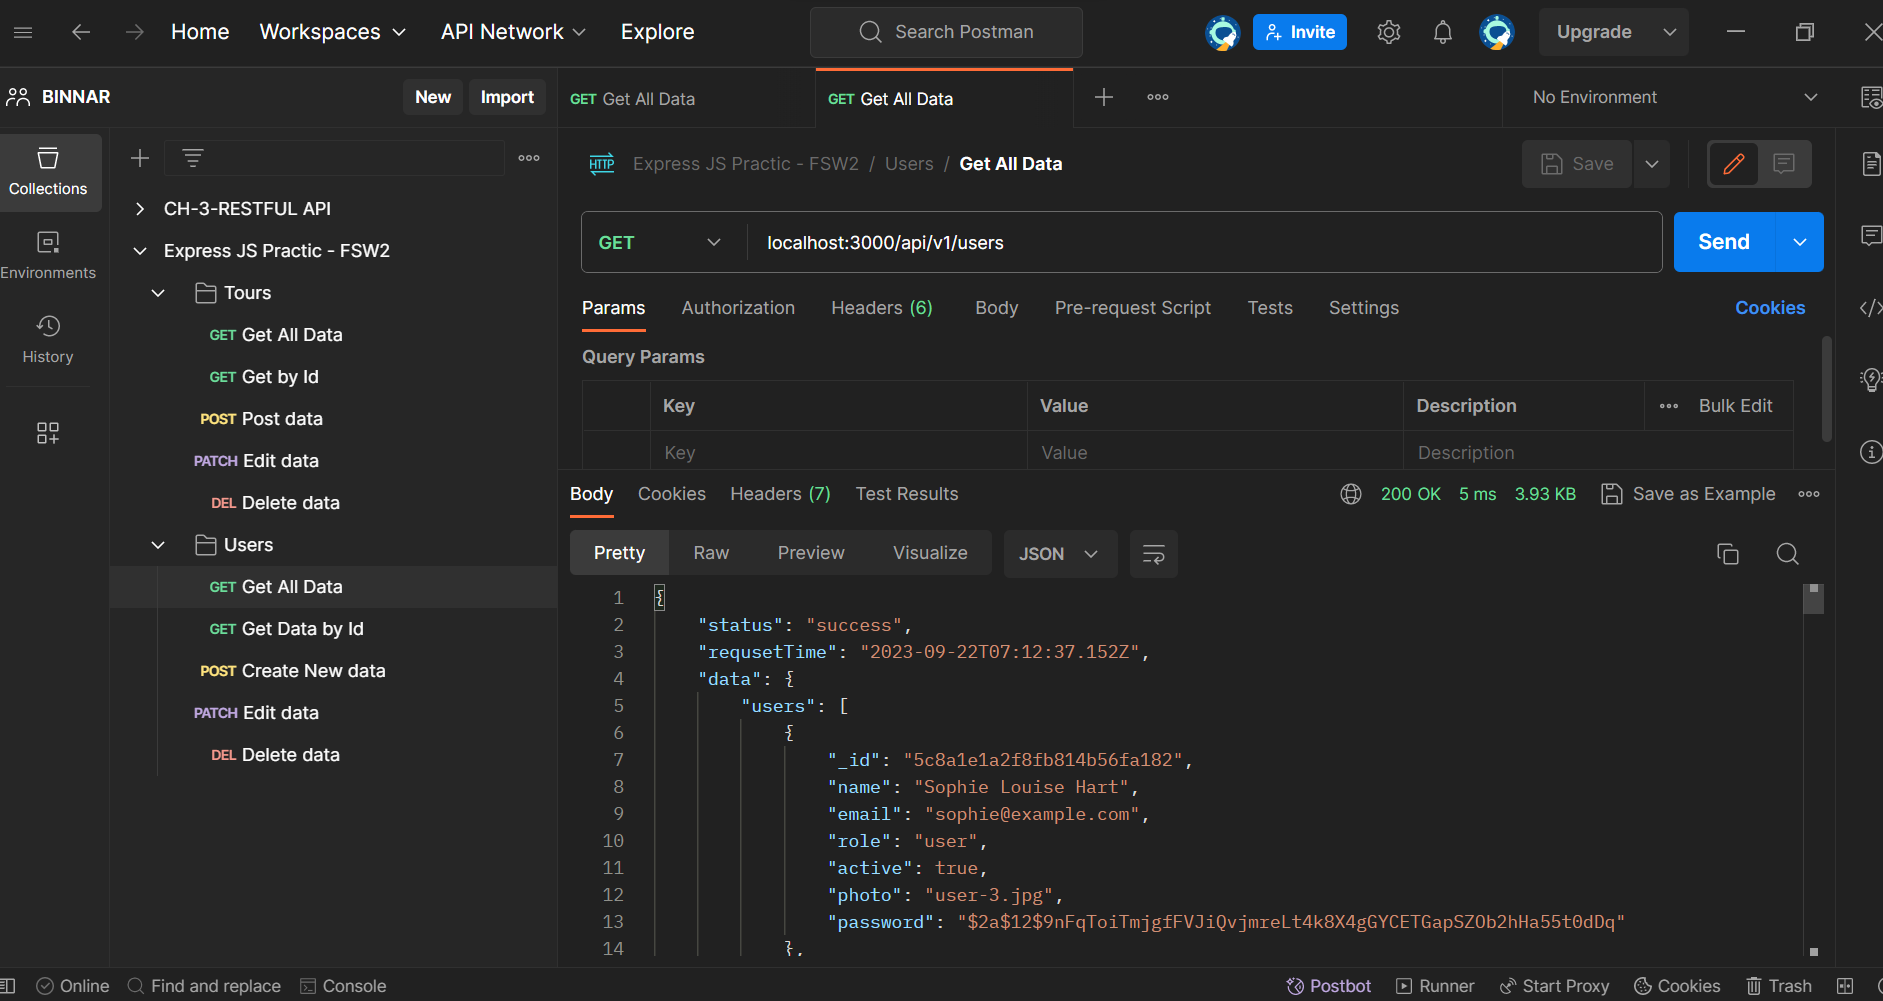 Home Workspaces API Network Explore Search Postman Invite Upgrade
BINNAR New Import
GET Get All Data GET Get All Data No Environment
Collections
Environments
History
CH-3-RESTFUL API
Express JS Practic - FSW2
Tours
GET Get All Data
GET Get by Id
POST Post data
PATCH Edit data
DEL Delete data
Users
GET Get All Data
GET Get Data by Id
POST Create New data
PATCH Edit data
DEL Delete data
HTTP Express JS Practic - FSW2 / Users / Get All Data Save
GET localhost:3000/api/v1/users Send
Params Authorization Headers (6) Body Pre-request Script Tests Settings Cookies
Query Params
Key Value Description Bulk Edit
Key Value Description
Body Cookies Headers (7) Test Results 200 OK 5 ms 3.93 KB Save as Example
Pretty Raw Preview Visualize JSON
1 {
2 "status": "success",
3 "requsetTime": "2023-09-22T07:12:37.152Z",
4 "data": {
5 "users": [
6 {
7 "_id": "5c8a1e1a2f8fb814b56fa182",
8 "name": "Sophie Louise Hart",
9 "email": "sophie@example.com",
10 "role": "user",
11 "active": true,
12 "photo": "user-3.jpg",
13 "password": "$2a$12$9nFqToiTmjgfFVJiQvjmreLt4k8X4gGYCETGapSZOb2hHa55t0dDq"
14 },
Online Find and replace Console Postbot Runner Start Proxy Cookies Trash